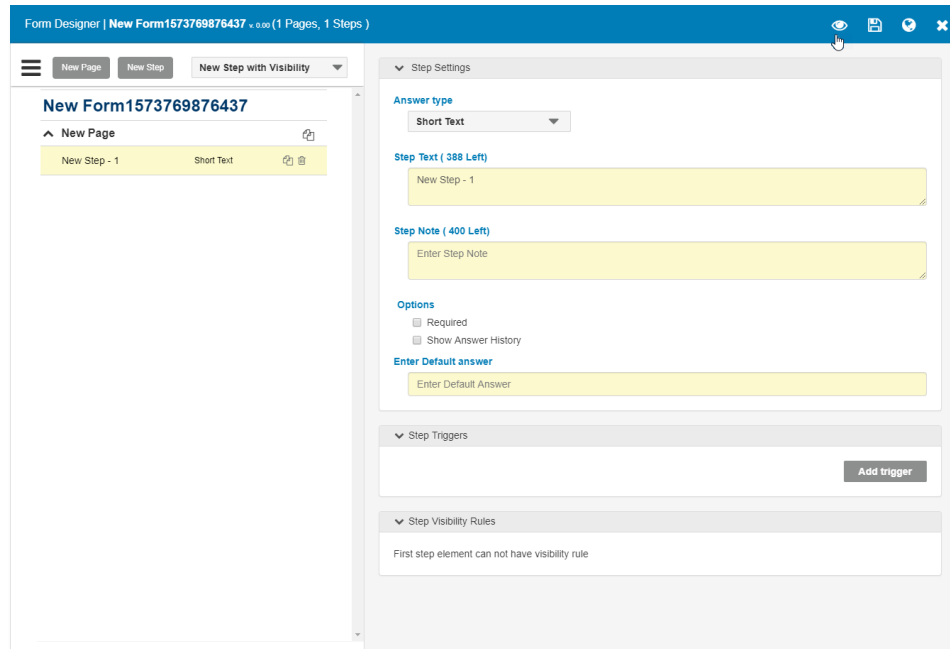 Form Designer | New Form1573769876437 v. 0.00 (1 Pages, 1 Steps )
New Page
New Step
New Step with Visibility
New Form1573769876437
New Page
New Step - 1
Short Text
Step Settings
Answer type
Short Text
Step Text ( 388 Left)
New Step - 1
Step Note ( 400 Left)
Enter Step Note
Options
Required
Show Answer History
Enter Default answer
Enter Default Answer
Step Triggers
Add trigger
Step Visibility Rules
First step element can not have visibility rule